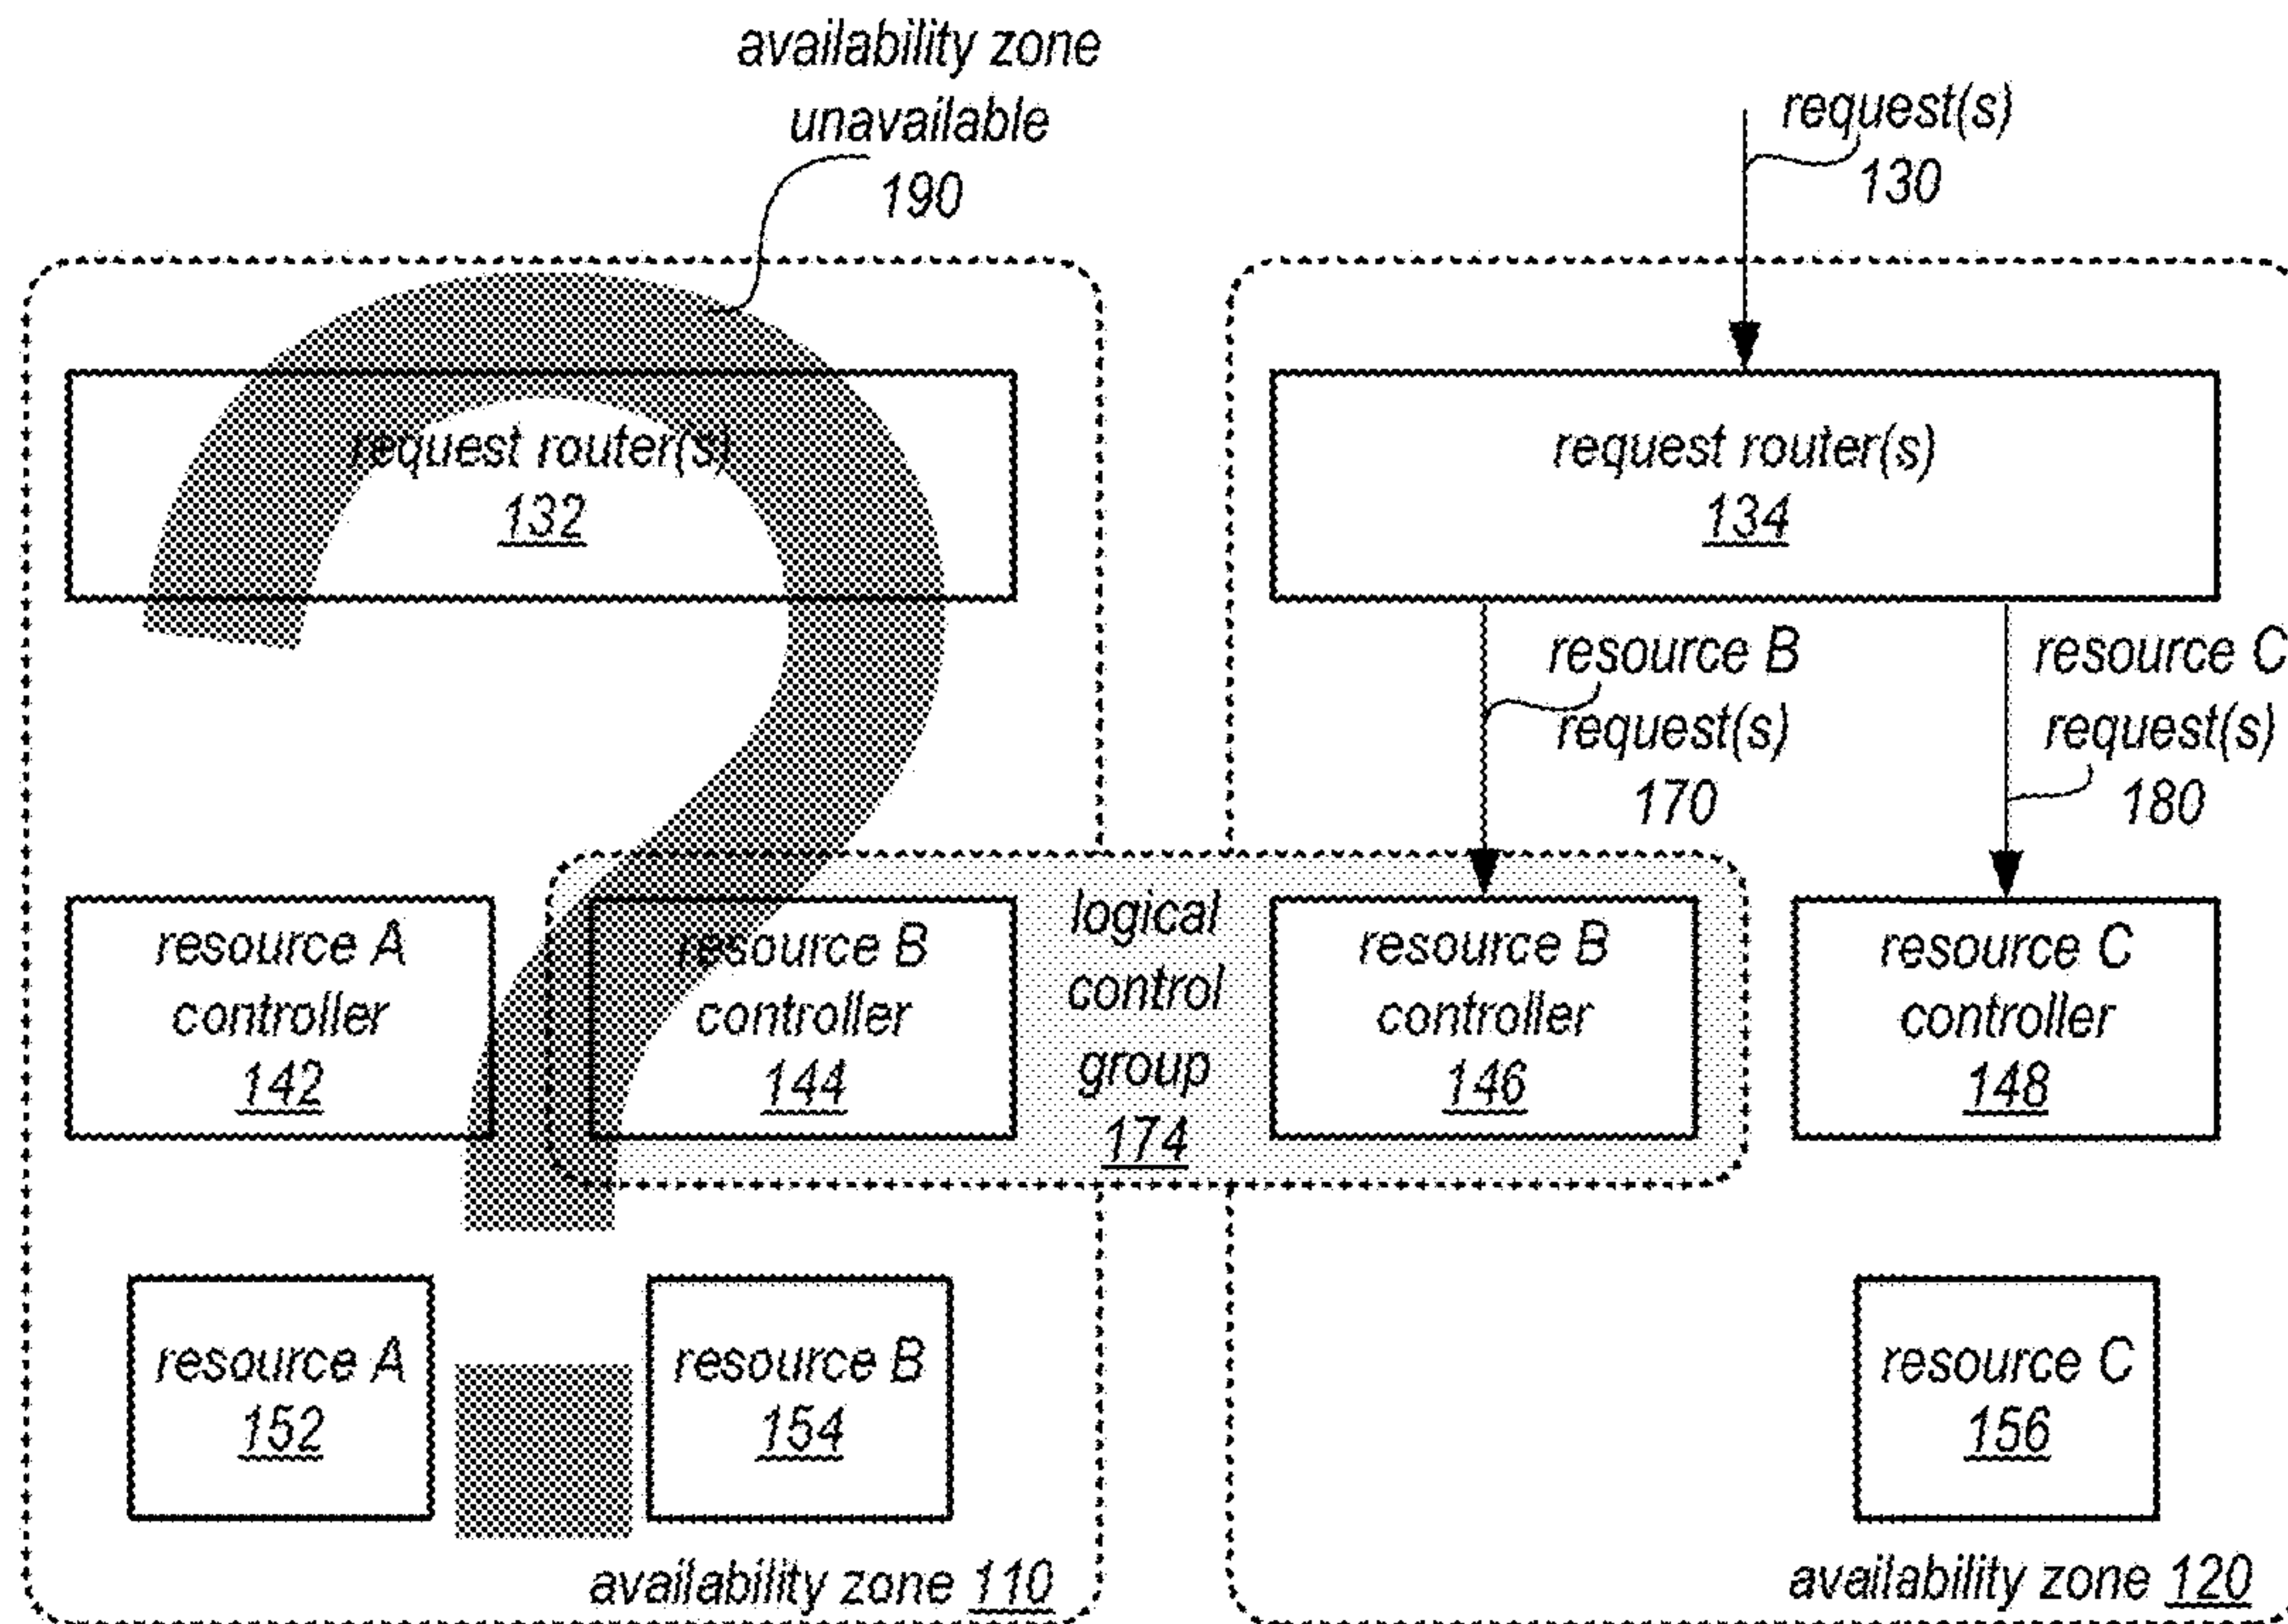 availability zone
unavailable
190
request(s)
130
request router(s)
132
request router(s)
134
resource B
request(s)
170
resource C
request(s)
180
resource A
controller
142
resource B
controller
144
logical
control
group
174
resource B
controller
146
resource C
controller
148
resource A
152
resource B
154
resource C
156
availability zone 110
availability zone 120